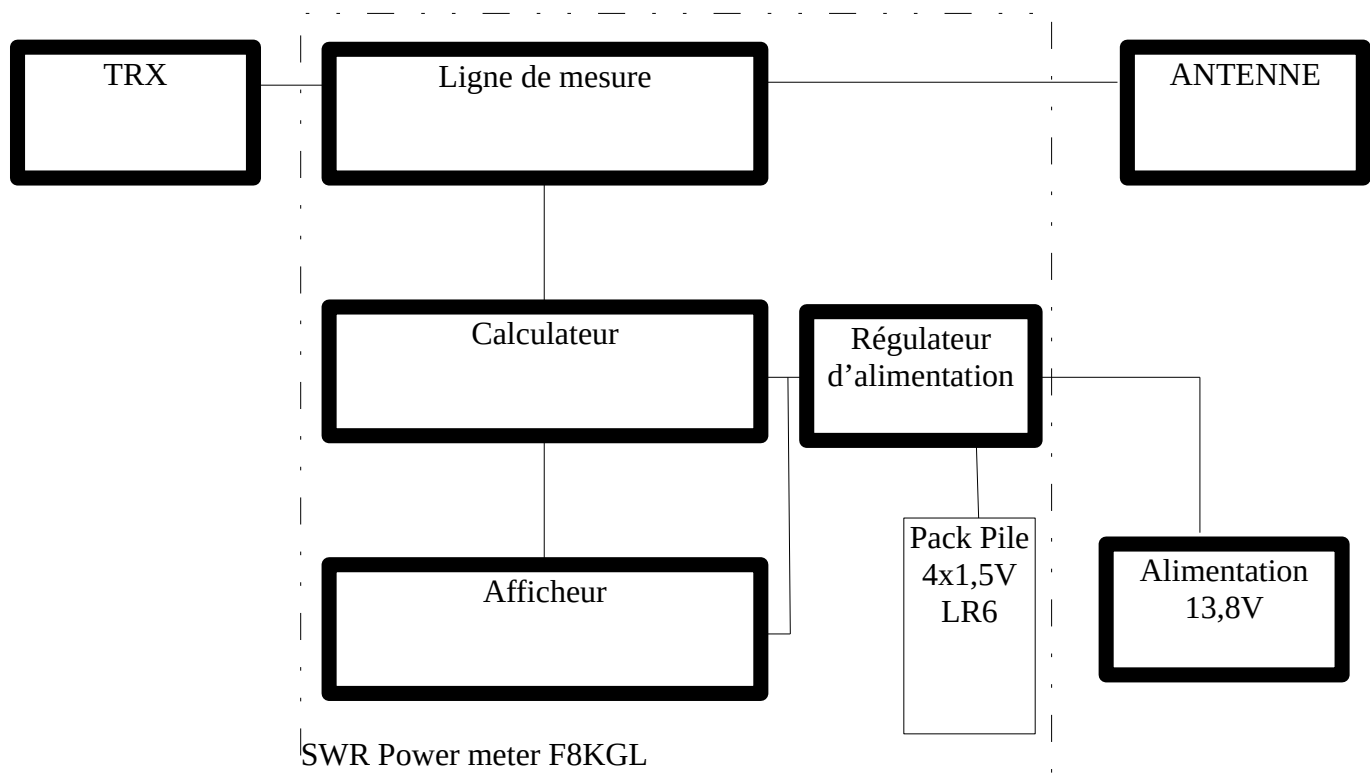 TRX
Ligne de mesure
ANTENNE
Calculateur
Régulateur
d’alimentation
Afficheur
Pack Pile
4x1,5V
LR6
Alimentation
13,8V
SWR Power meter F8KGL